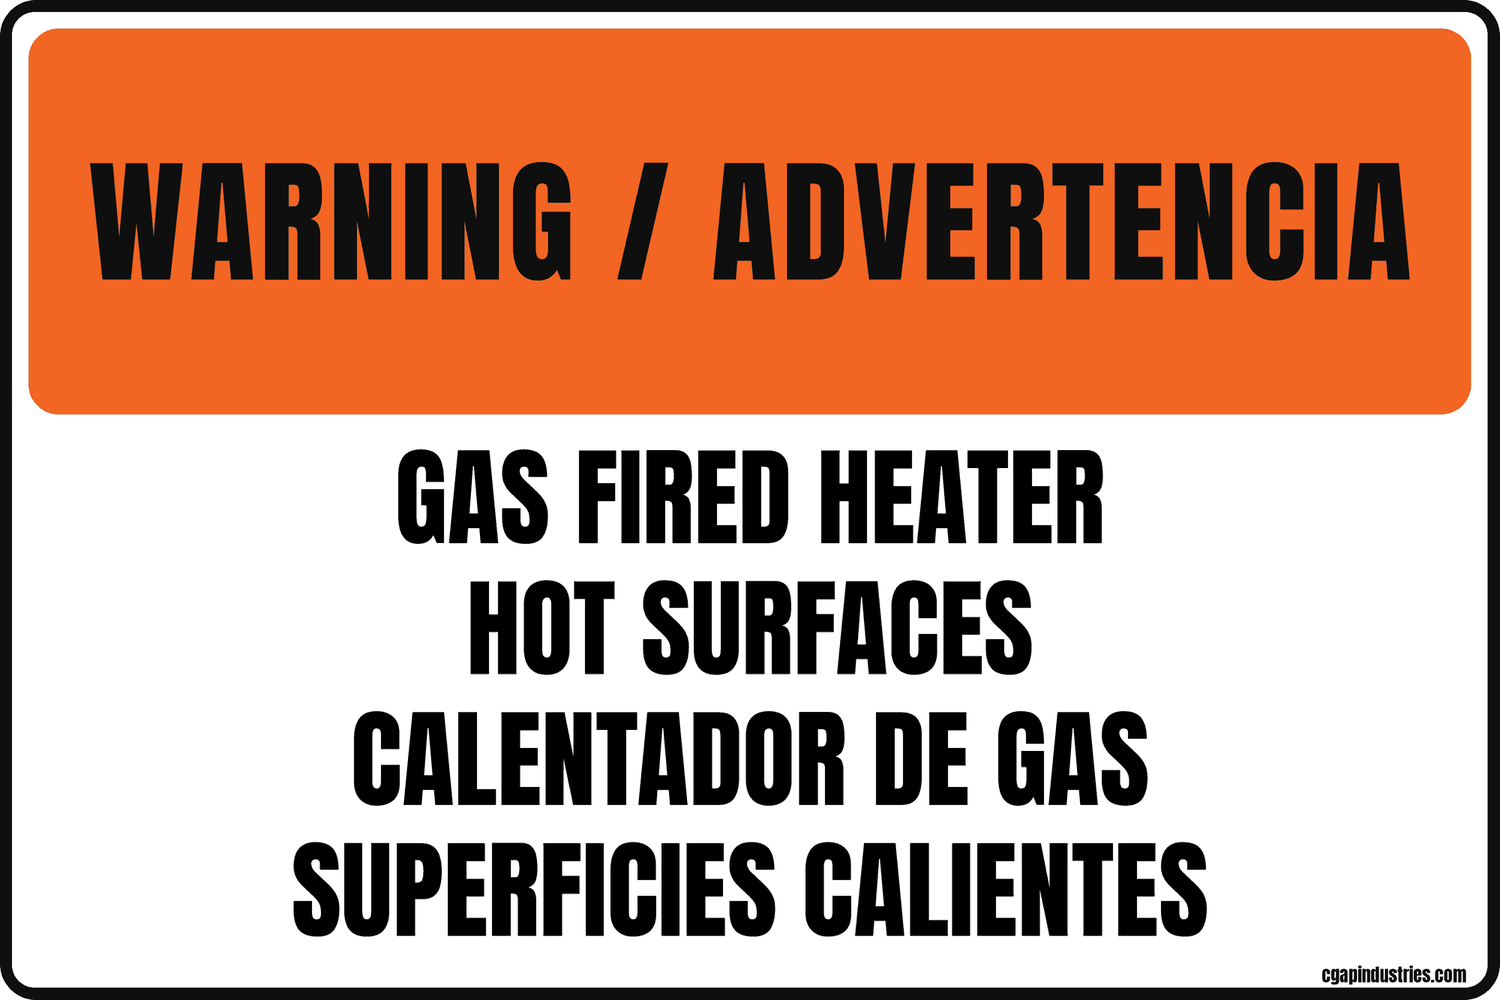 WARNING / ADVERTENCIA
GAS FIRED HEATER
HOT SURFACES
CALENTADOR DE GAS
SUPERFICIES CALIENTES
cgapindustries.com